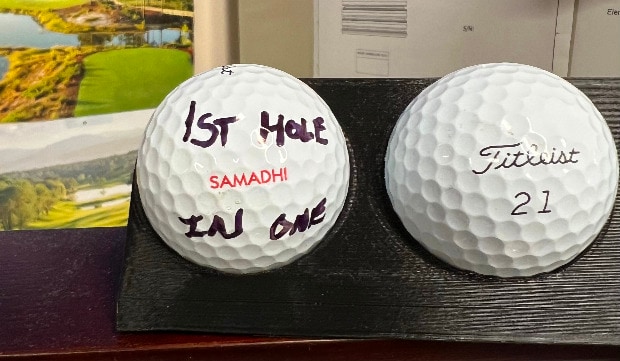 1ST HOLE
SAMADHI
IN ONE
Titleist
21